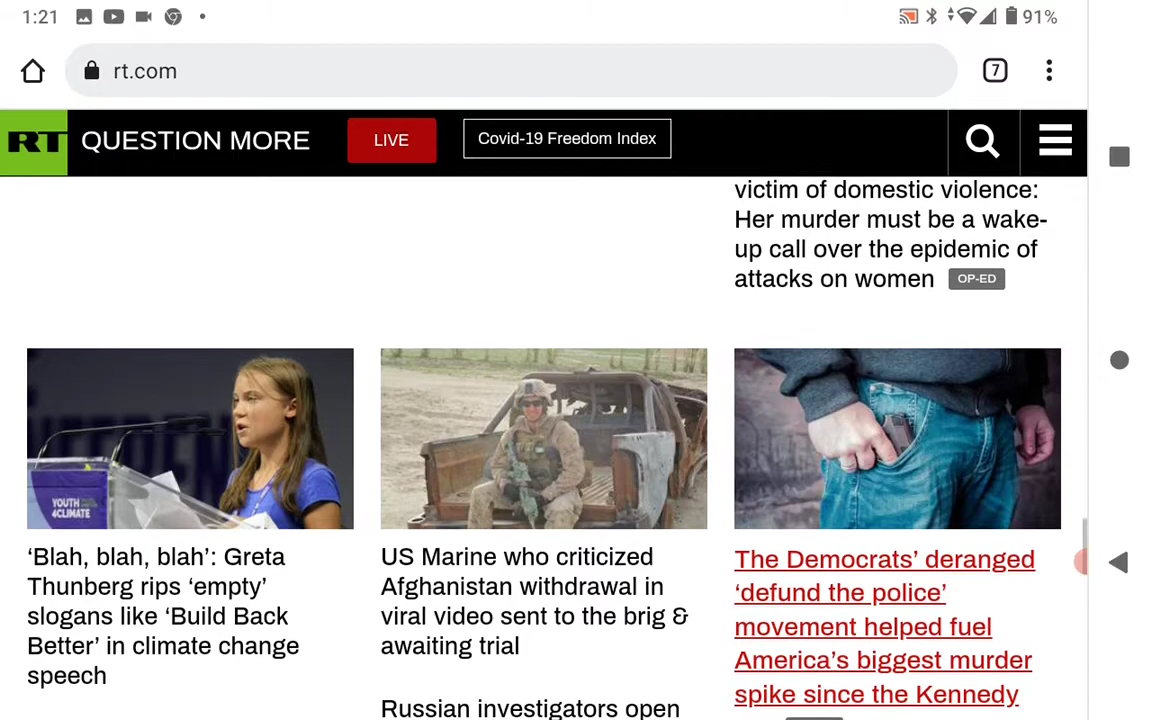 1:21
91%
rt.com
7
RT QUESTION MORE
LIVE
Covid-19 Freedom Index
victim of domestic violence:
Her murder must be a wake-
up call over the epidemic of
attacks on women OP-ED
YOUTH
4CLIMATE
‘Blah, blah, blah’: Greta
Thunberg rips ‘empty’
slogans like ‘Build Back
Better’ in climate change
speech
US Marine who criticized
Afghanistan withdrawal in
viral video sent to the brig &
awaiting trial
Russian investigators open
The Democrats’ deranged
‘defund the police’
movement helped fuel
America’s biggest murder
spike since the Kennedy